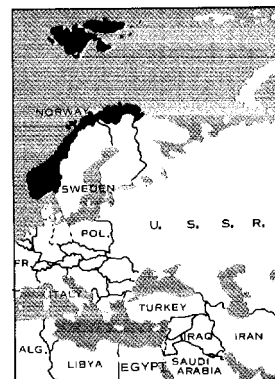 NORWAY
SWEDEN
U. S. S. R.
POL.
FR.
ITALY
TURKEY
IRAQ
IRAN
ALG.
LIBYA
EGYPT
SAUDI
ARABIA